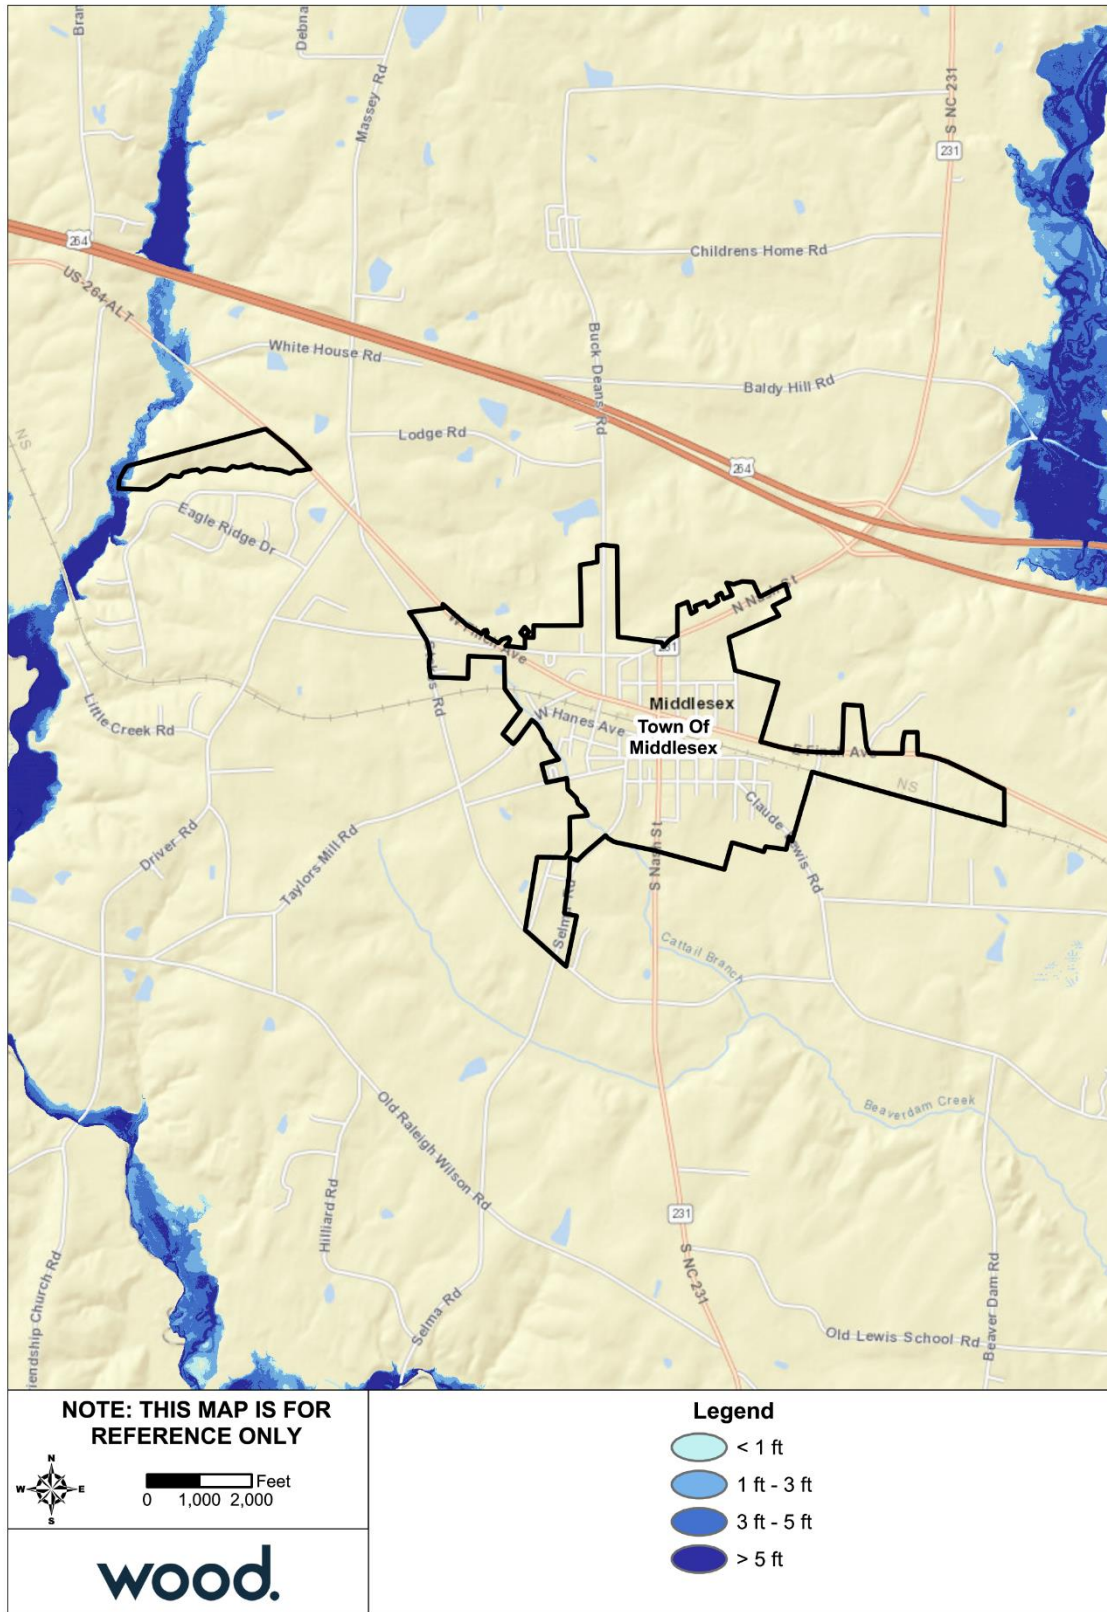 Bran
Debna
Massey Rd
S NC 231
231
264
Childrens Home Rd
US-264 ALT
Buck Deans Rd
White House Rd
Baldy Hill Rd
NS
Lodge Rd
264
Eagle Ridge Dr
N Nash St
W Finch Ave
231
Middlesex
Little Creek Rd
W Hanes Ave
Town Of
Middlesex
E Finch Ave
NS
Claude Lewis Rd
Driver Rd
Taylors Mill Rd
S Nash St
Selma Rd
Cattail Branch
Old Raleigh Wilson Rd
Beaverdam Creek
Hilliard Rd
231
S NC 231
iendship Church Rd
Selma Rd
Beaver Dam Rd
Old Lewis School Rd
NOTE: THIS MAP IS FOR
REFERENCE ONLY
N
W E
S
Feet
0 1,000 2,000
wood.
Legend
< 1 ft
1 ft - 3 ft
3 ft - 5 ft
> 5 ft